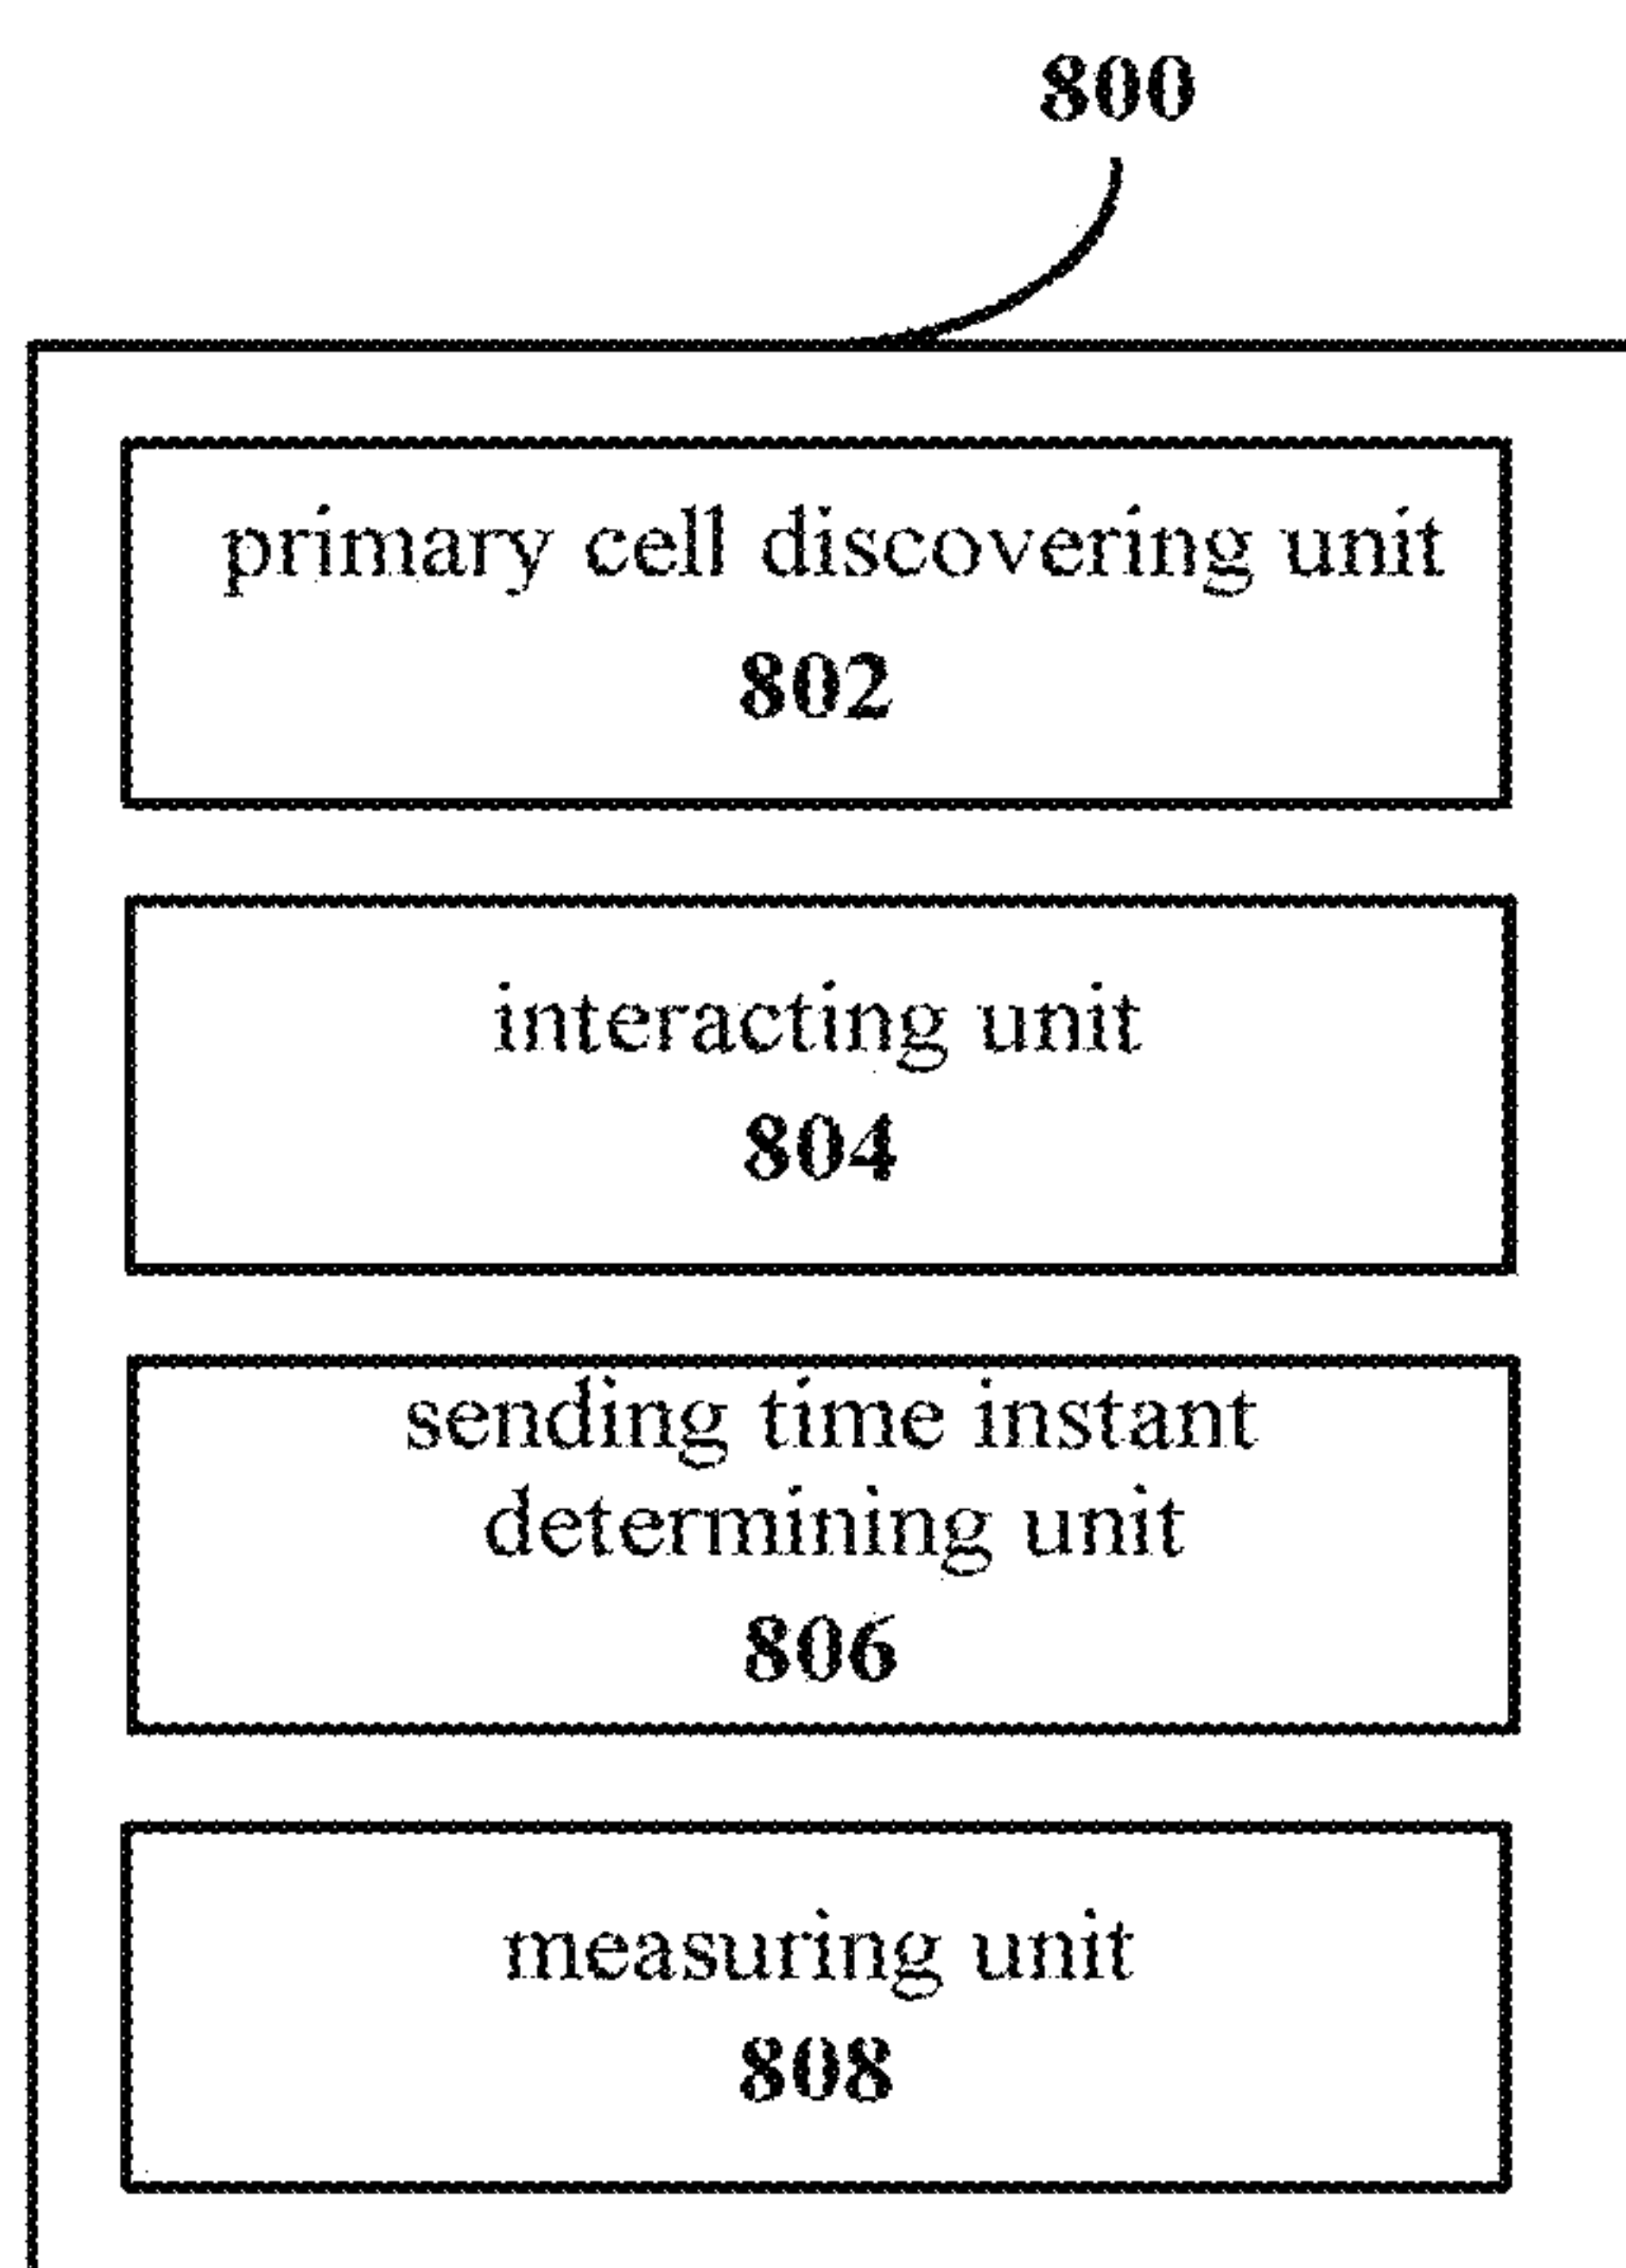 800
primary cell discovering unit
802
interacting unit
804
sending time instant
determining unit
806
measuring unit
808